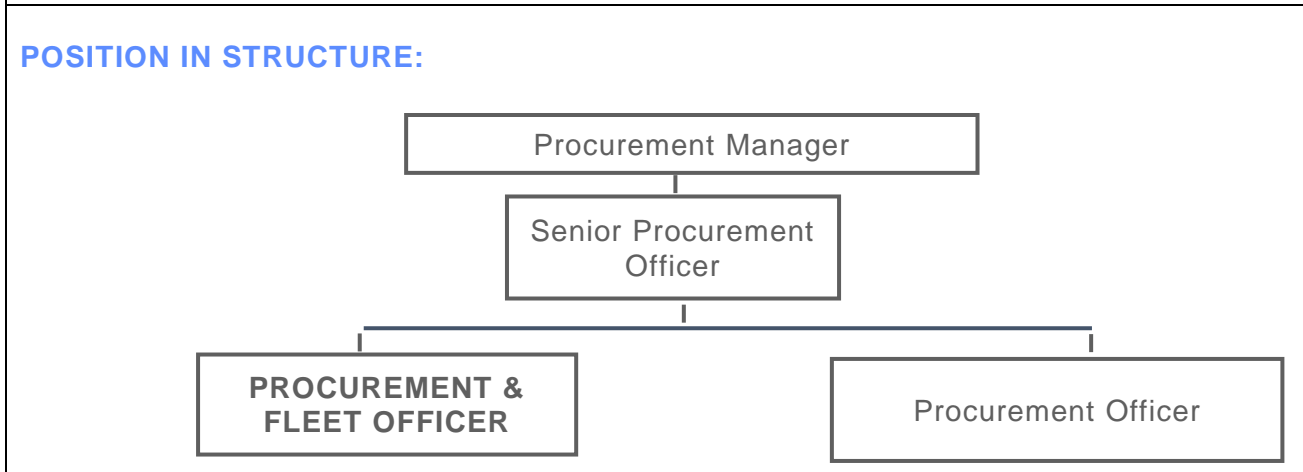 POSITION IN STRUCTURE:
Procurement Manager
Senior Procurement
Officer
PROCUREMENT &
FLEET OFFICER
Procurement Officer